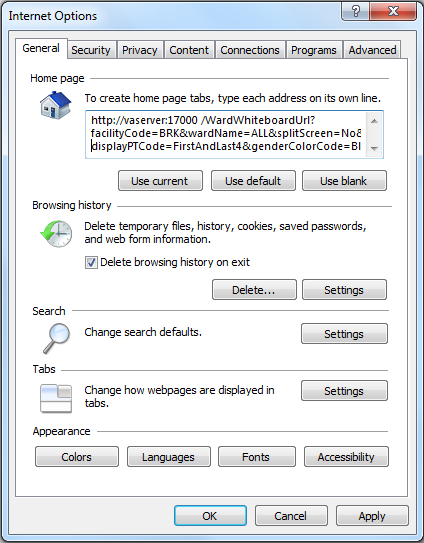 Internet Options
General Security Privacy Content Connections Programs Advanced
Home page
To create home page tabs, type each address on its own line.
http://vaserver:17000 /WardWhiteboardUrl?
facilityCode=BRK&wardName=ALL&splitScreen=No&
displayPTCode=FirstAndLast4&genderColorCode=Bl
Use current Use default Use blank
Browsing history
Delete temporary files, history, cookies, saved passwords,
and web form information.
Delete browsing history on exit
Delete... Settings
Search
Change search defaults. Settings
Tabs
Change how webpages are displayed in Settings
tabs.
Appearance
Colors Languages Fonts Accessibility
OK Cancel Apply